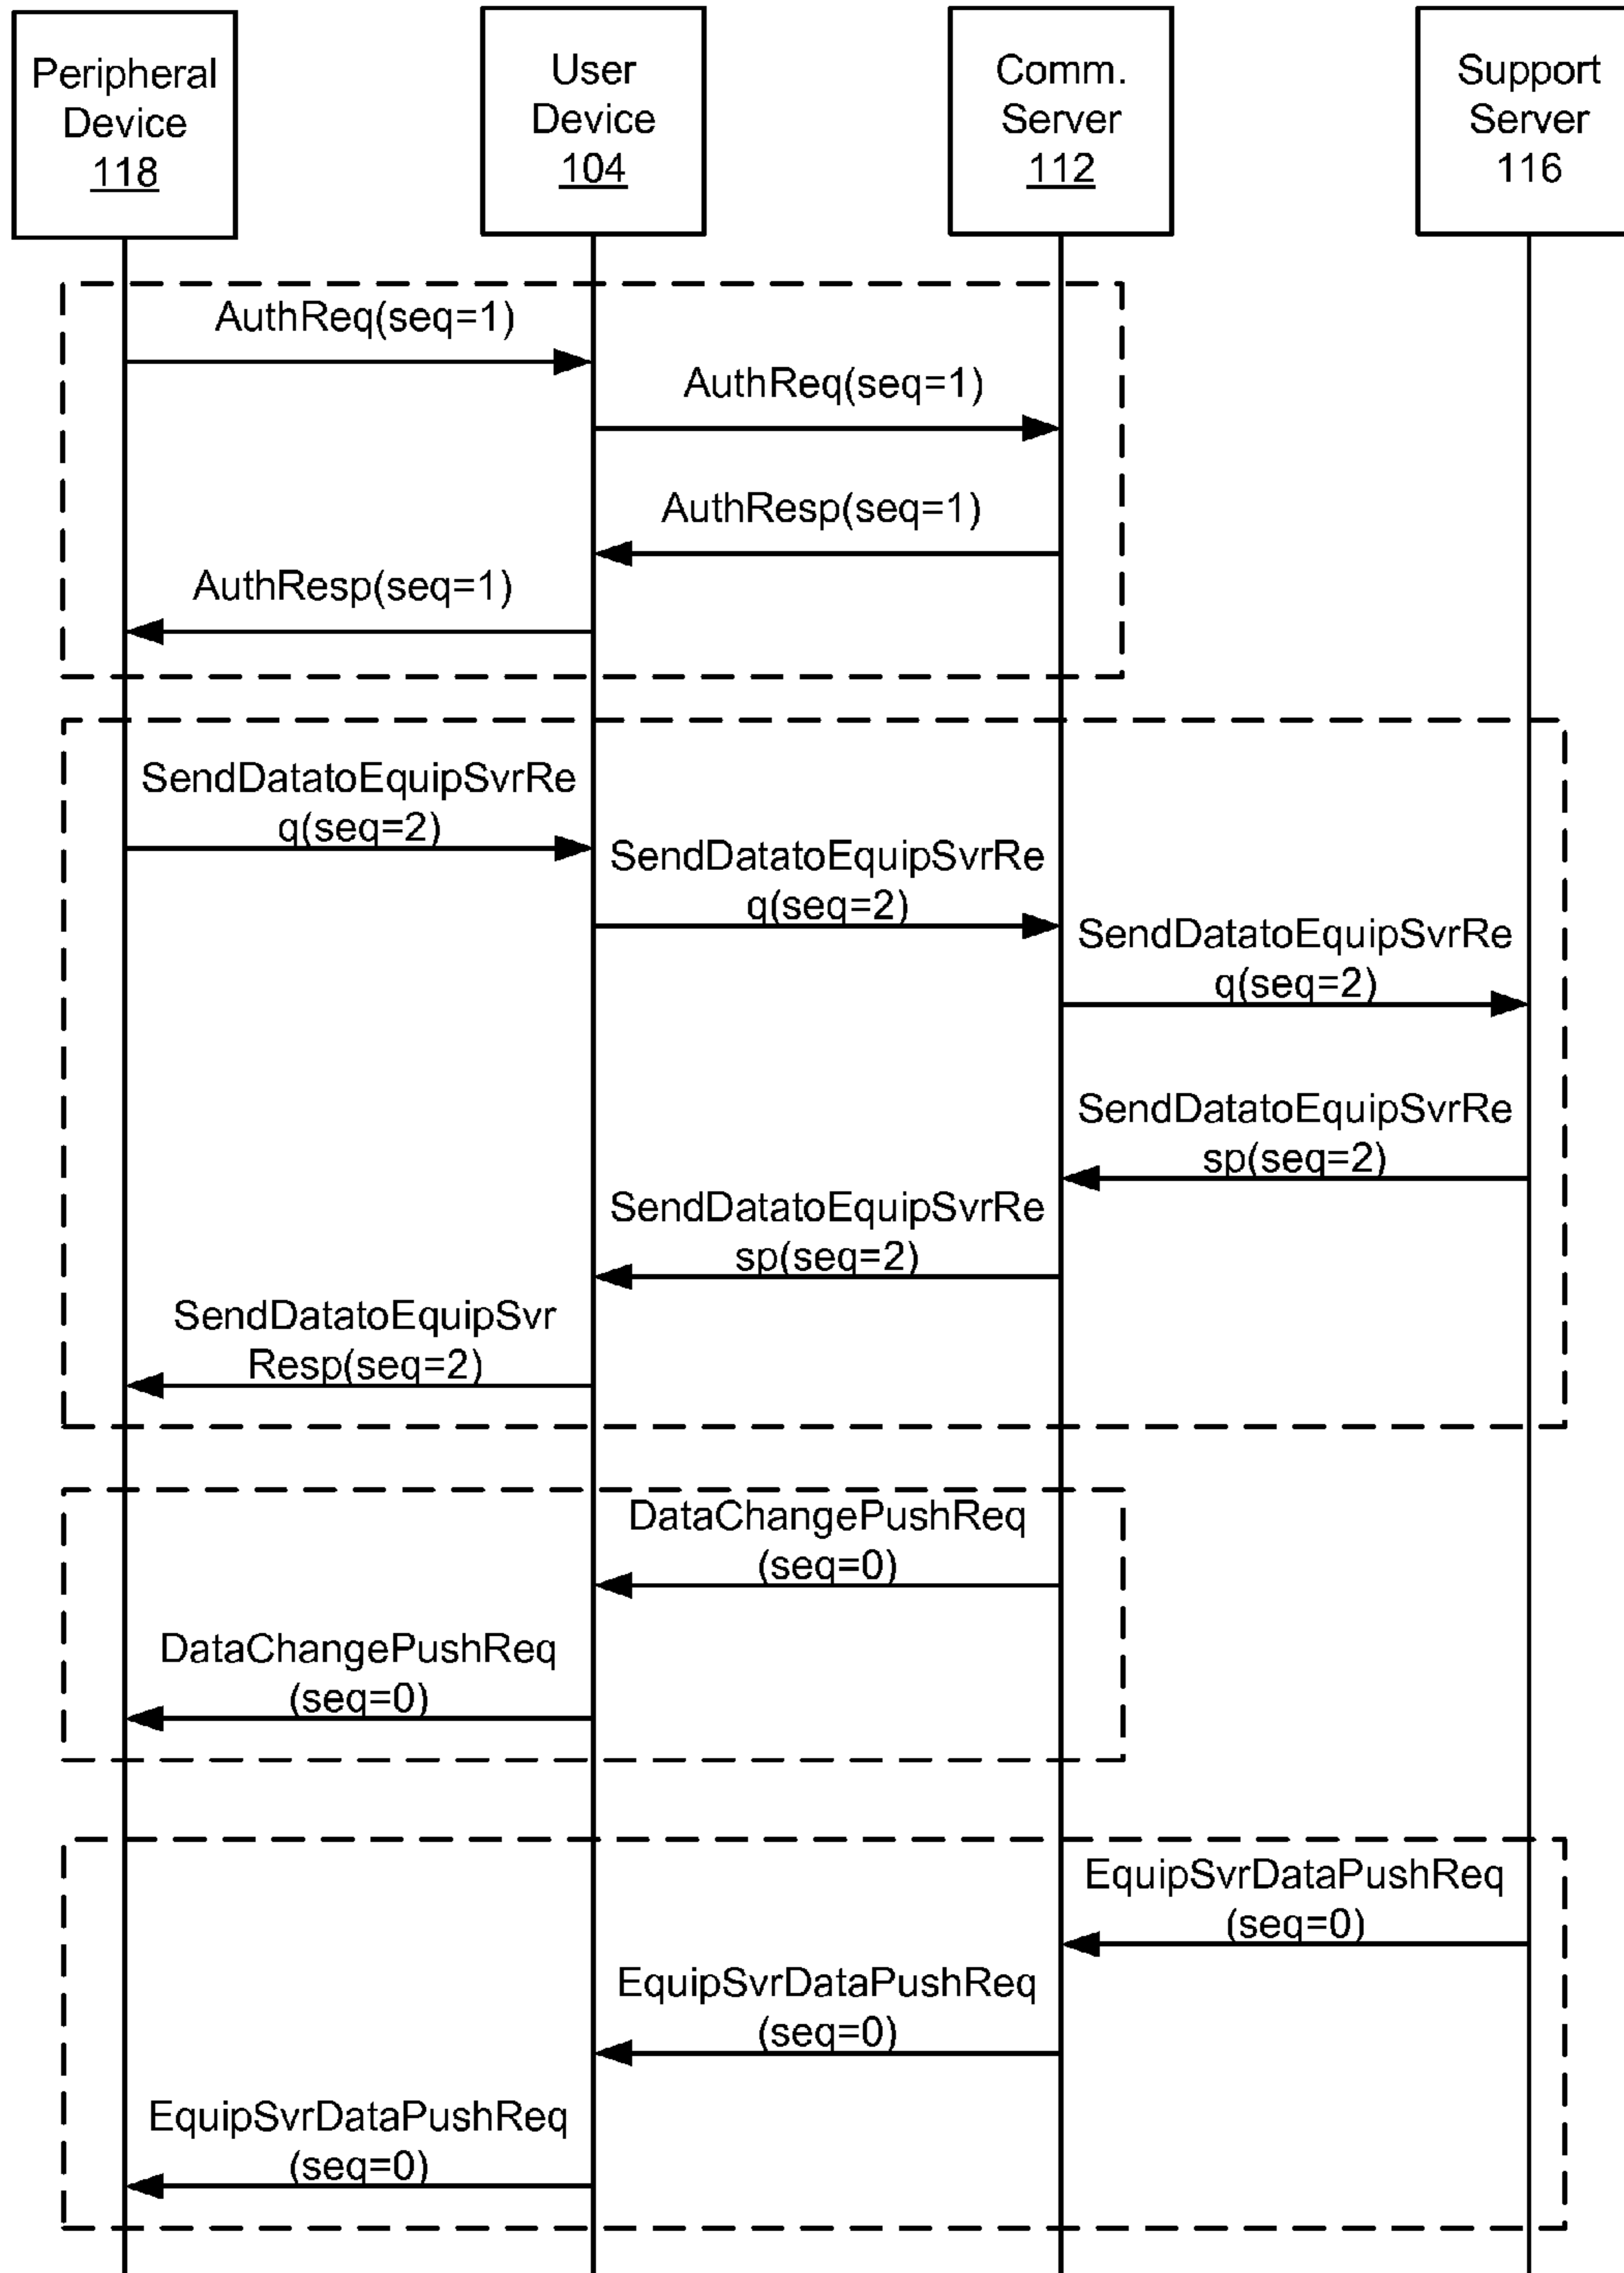 Peripheral
Device
118
User
Device
104
Comm.
Server
112
Support
Server
116
AuthReq(seq=1)
AuthReq(seq=1)
AuthResp(seq=1)
AuthResp(seq=1)
SendDatatoEquipSvrRe
q(seq=2)
SendDatatoEquipSvrRe
q(seq=2)
SendDatatoEquipSvrRe
q(seq=2)
SendDatatoEquipSvrRe
sp(seq=2)
SendDatatoEquipSvrRe
sp(seq=2)
SendDatatoEquipSvr
Resp(seq=2)
DataChangePushReq
(seq=0)
DataChangePushReq
(seq=0)
EquipSvrDataPushReq
(seq=0)
EquipSvrDataPushReq
(seq=0)
EquipSvrDataPushReq
(seq=0)